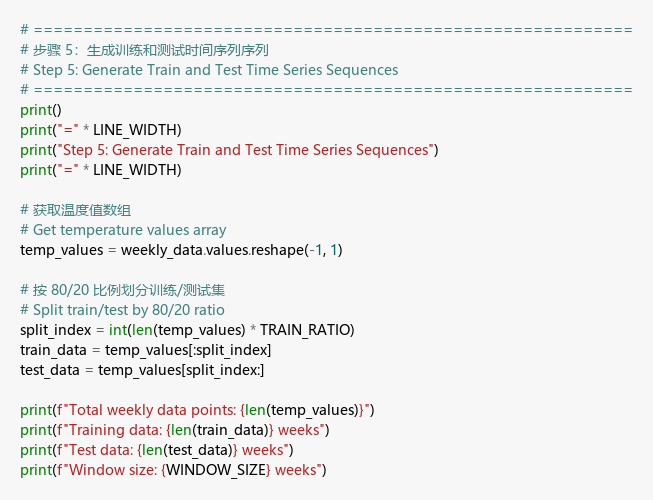 # ============================================================
# 步骤 5：生成训练和测试时间序列序列
# Step 5: Generate Train and Test Time Series Sequences
# ============================================================
print()
print("=" * LINE_WIDTH)
print("Step 5: Generate Train and Test Time Series Sequences")
print("=" * LINE_WIDTH)
# 获取温度值数组
# Get temperature values array
temp_values = weekly_data.values.reshape(-1, 1)
# 按 80/20 比例划分训练/测试集
# Split train/test by 80/20 ratio
split_index = int(len(temp_values) * TRAIN_RATIO)
train_data = temp_values[:split_index]
test_data = temp_values[split_index:]
print(f"Total weekly data points: {len(temp_values)}")
print(f"Training data: {len(train_data)} weeks")
print(f"Test data: {len(test_data)} weeks")
print(f"Window size: {WINDOW_SIZE} weeks")